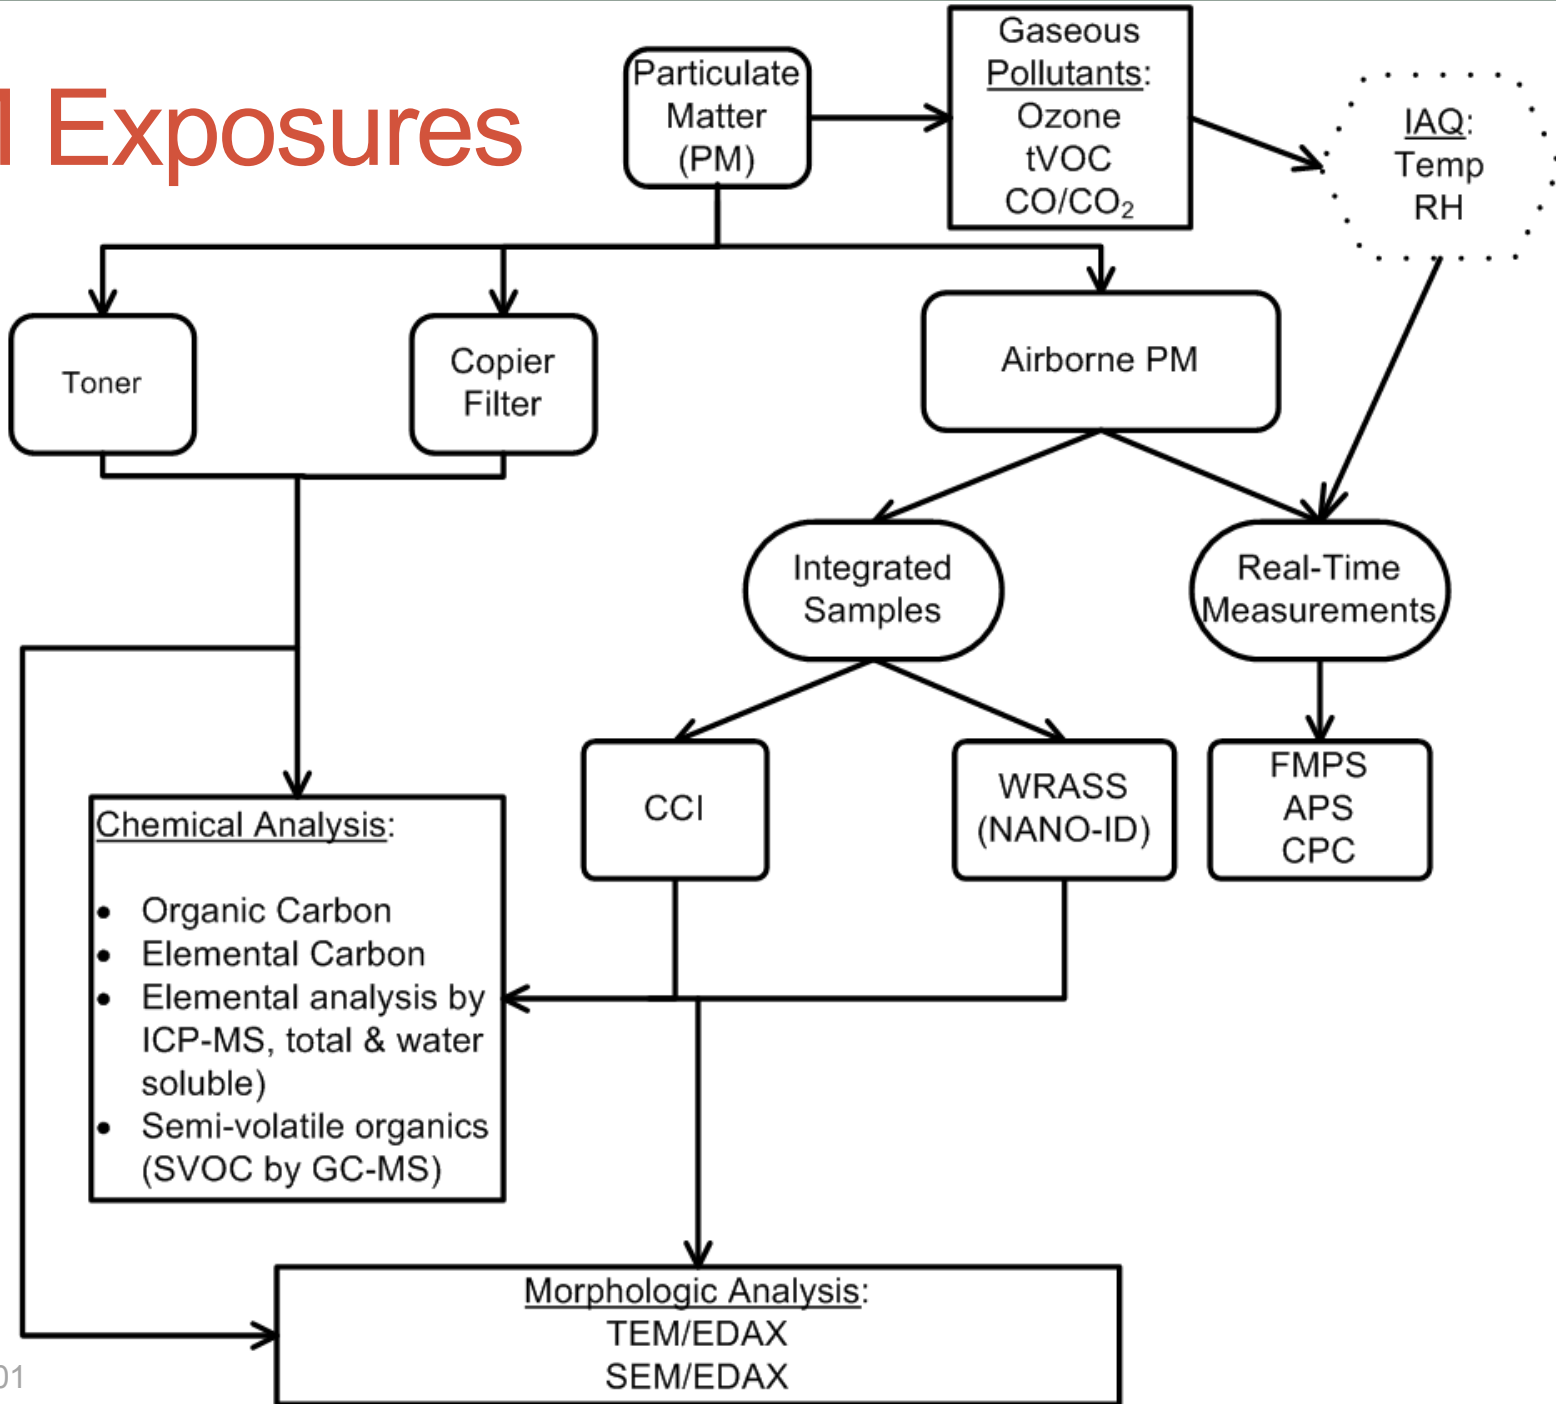 Exposures
Particulate
Matter
(PM)
Gaseous
Pollutants:
Ozone
tVOC
CO/CO₂
IAQ:
Temp
RH
Toner
Copier
Filter
Airborne PM
Integrated
Samples
Real-Time
Measurements
CCI
WRASS
(NANO-ID)
FMPS
APS
CPC
Chemical Analysis:
• Organic Carbon
• Elemental Carbon
• Elemental analysis by
ICP-MS, total & water
soluble)
• Semi-volatile organics
(SVOC by GC-MS)
Morphologic Analysis:
TEM/EDAX
SEM/EDAX
01